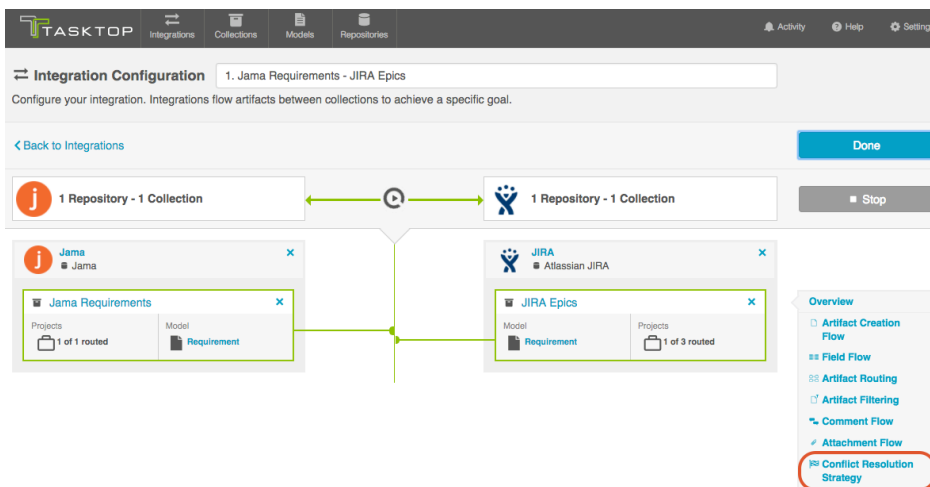 TASKTOP
Integrations
Collections
Models
Repositories
Activity
Help
Setting
Integration Configuration
1. Jama Requirements - JIRA Epics
Configure your integration. Integrations flow artifacts between collections to achieve a specific goal.
Back to Integrations
Done
1 Repository - 1 Collection
1 Repository - 1 Collection
Stop
Jama
Jama
JIRA
Atlassian JIRA
Jama Requirements
Projects
1 of 1 routed
Model
Requirement
JIRA Epics
Model
Requirement
Projects
1 of 3 routed
Overview
Artifact Creation
Flow
Field Flow
Artifact Routing
Artifact Filtering
Comment Flow
Attachment Flow
Conflict Resolution
Strategy